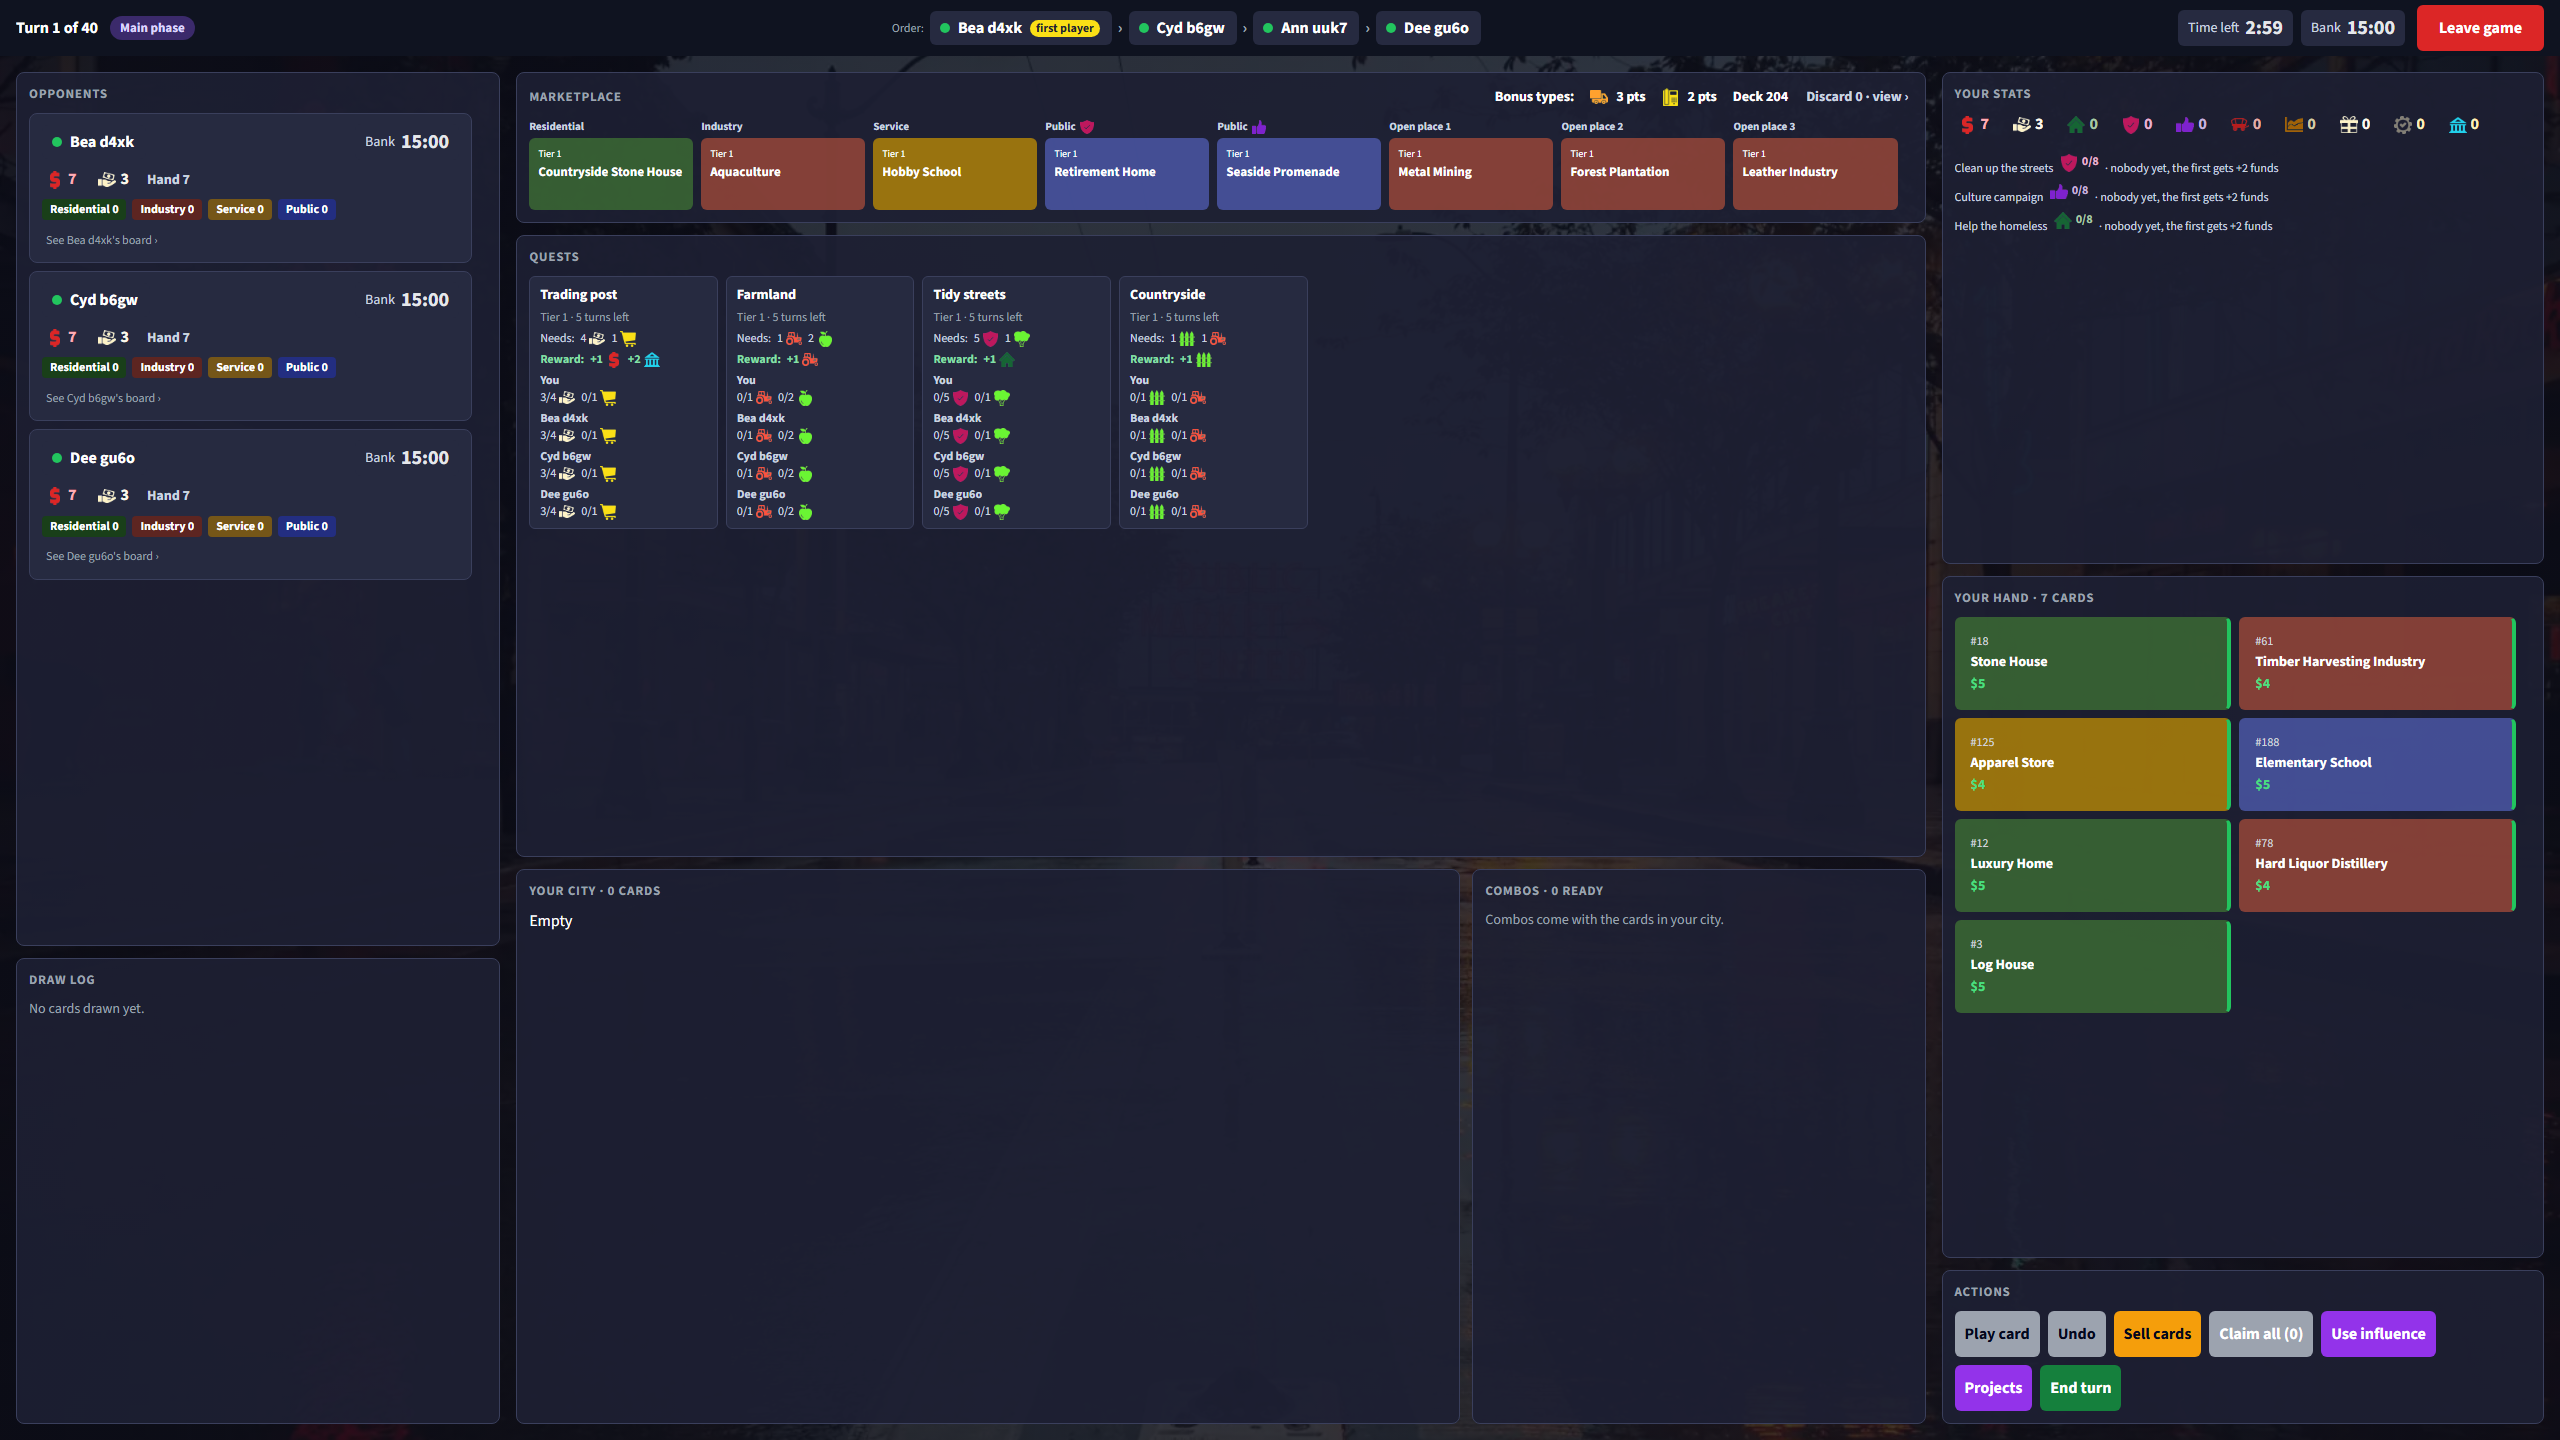 Turn 1 of 40 Main phase
Order: Bea d4xk first player › Cyd b6gw › Ann uuk7 › Dee gu6o
Time left 2:59 Bank 15:00 Leave game
OPPONENTS
Bea d4xk Bank 15:00
7 3 Hand 7
Residential 0 Industry 0 Service 0 Public 0
See Bea d4xk's board ›
Cyd b6gw Bank 15:00
7 3 Hand 7
Residential 0 Industry 0 Service 0 Public 0
See Cyd b6gw's board ›
Dee gu6o Bank 15:00
7 3 Hand 7
Residential 0 Industry 0 Service 0 Public 0
See Dee gu6o's board ›
DRAW LOG
No cards drawn yet.
MARKETPLACE
Bonus types: 3 pts 2 pts Deck 204 Discard 0 · view ›
Residential
Tier 1
Countryside Stone House
Industry
Tier 1
Aquaculture
Service
Tier 1
Hobby School
Public
Tier 1
Retirement Home
Public
Tier 1
Seaside Promenade
Open place 1
Tier 1
Metal Mining
Open place 2
Tier 1
Forest Plantation
Open place 3
Tier 1
Leather Industry
QUESTS
Trading post
Tier 1 · 5 turns left
Needs: 4 1
Reward: +1 +2
You
3/4 0/1
Bea d4xk
3/4 0/1
Cyd b6gw
3/4 0/1
Dee gu6o
3/4 0/1
Farmland
Tier 1 · 5 turns left
Needs: 1 2
Reward: +1
You
0/1 0/2
Bea d4xk
0/1 0/2
Cyd b6gw
0/1 0/2
Dee gu6o
0/1 0/2
Tidy streets
Tier 1 · 5 turns left
Needs: 5 1
Reward: +1
You
0/5 0/1
Bea d4xk
0/5 0/1
Cyd b6gw
0/5 0/1
Dee gu6o
0/5 0/1
Countryside
Tier 1 · 5 turns left
Needs: 1 1
Reward: +1
You
0/1 0/1
Bea d4xk
0/1 0/1
Cyd b6gw
0/1 0/1
Dee gu6o
0/1 0/1
YOUR CITY · 0 CARDS
Empty
COMBOS · 0 READY
Combos come with the cards in your city.
YOUR STATS
7 3 0 0 0 0 0 0 0 0
Clean up the streets 0/8 · nobody yet, the first gets +2 funds
Culture campaign 0/8 · nobody yet, the first gets +2 funds
Help the homeless 0/8 · nobody yet, the first gets +2 funds
YOUR HAND · 7 CARDS
#18
Stone House
$5
#61
Timber Harvesting Industry
$4
#125
Apparel Store
$4
#188
Elementary School
$5
#12
Luxury Home
$5
#78
Hard Liquor Distillery
$4
#3
Log House
$5
ACTIONS
Play card Undo Sell cards Claim all (0) Use influence
Projects End turn